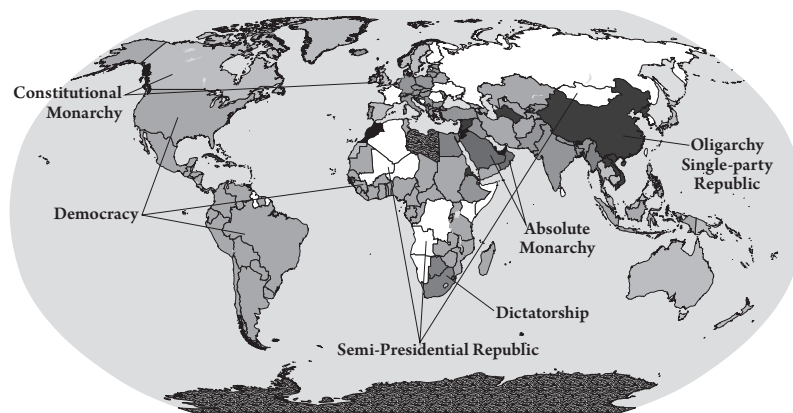 Constitutional
Monarchy
Oligarchy
Single-party
Republic
Democracy
Absolute
Monarchy
Dictatorship
Semi-Presidential Republic